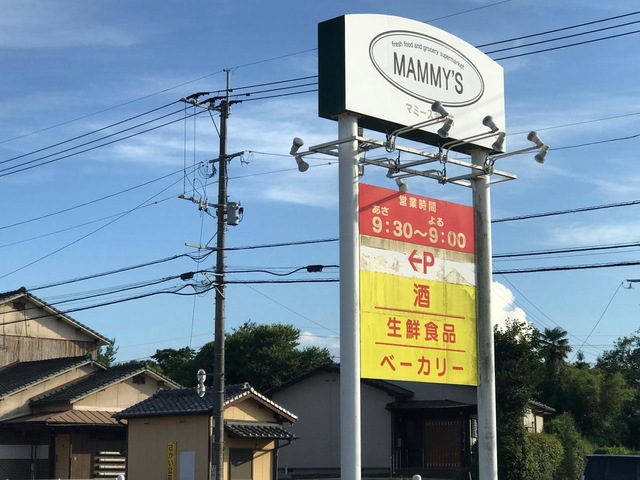 fresh food and grocery supermarket
MAMMY'S
マミーズ
営業時間
あさ よる
9:30～9:00
←P
酒
生鮮食品
ベーカリー